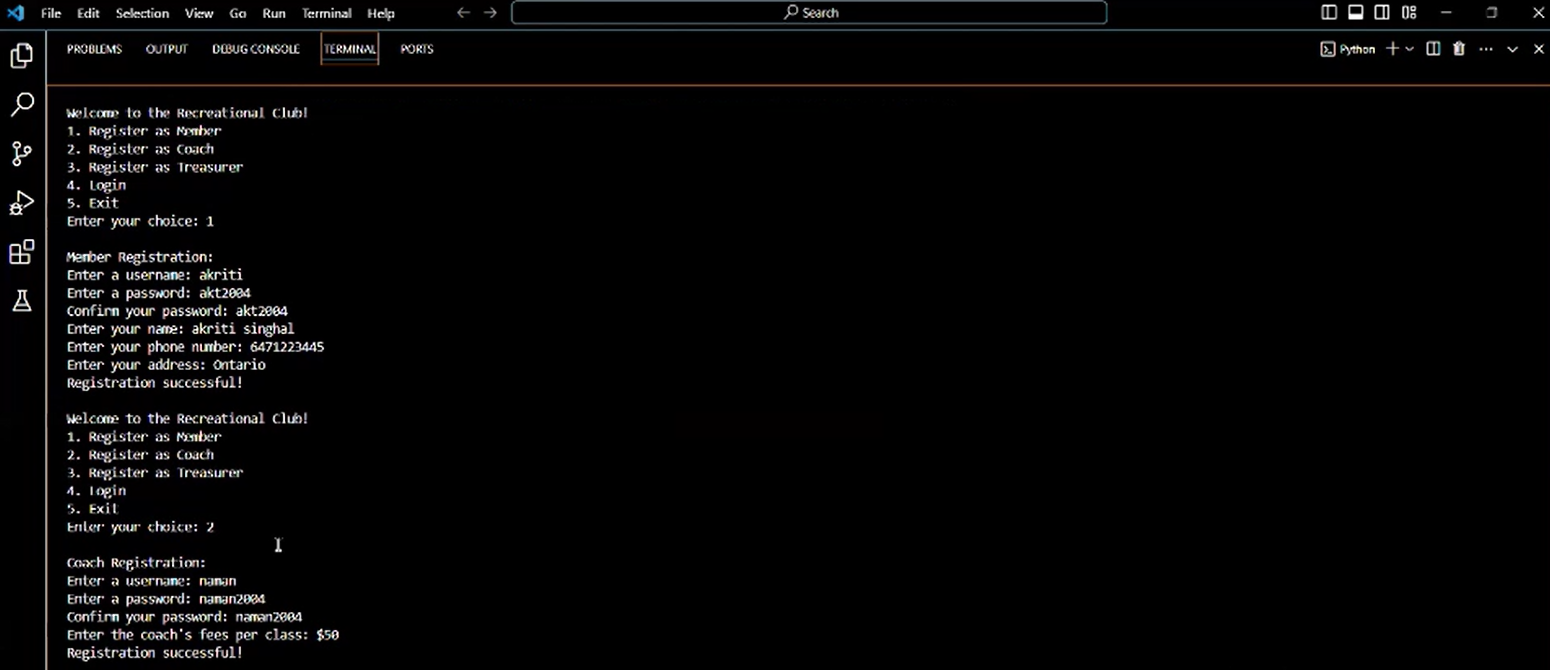 File Edit Selection View Go Run Terminal Help Search
PROBLEMS OUTPUT DEBUG CONSOLE TERMINAL PORTS Python
Welcome to the Recreational Club!
1. Register as Member
2. Register as Coach
3. Register as Treasurer
4. Login
5. Exit
Enter your choice: 1
Member Registration:
Enter a username: akriti
Enter a password: akt2004
Confirm your password: akt2004
Enter your name: akriti singhal
Enter your phone number: 6471223445
Enter your address: Ontario
Registration successful!
Welcome to the Recreational Club!
1. Register as Member
2. Register as Coach
3. Register as Treasurer
4. Login
5. Exit
Enter your choice: 2
Coach Registration:
Enter a username: naman
Enter a password: naman2004
Confirm your password: naman2004
Enter the coach's fees per class: $50
Registration successful!